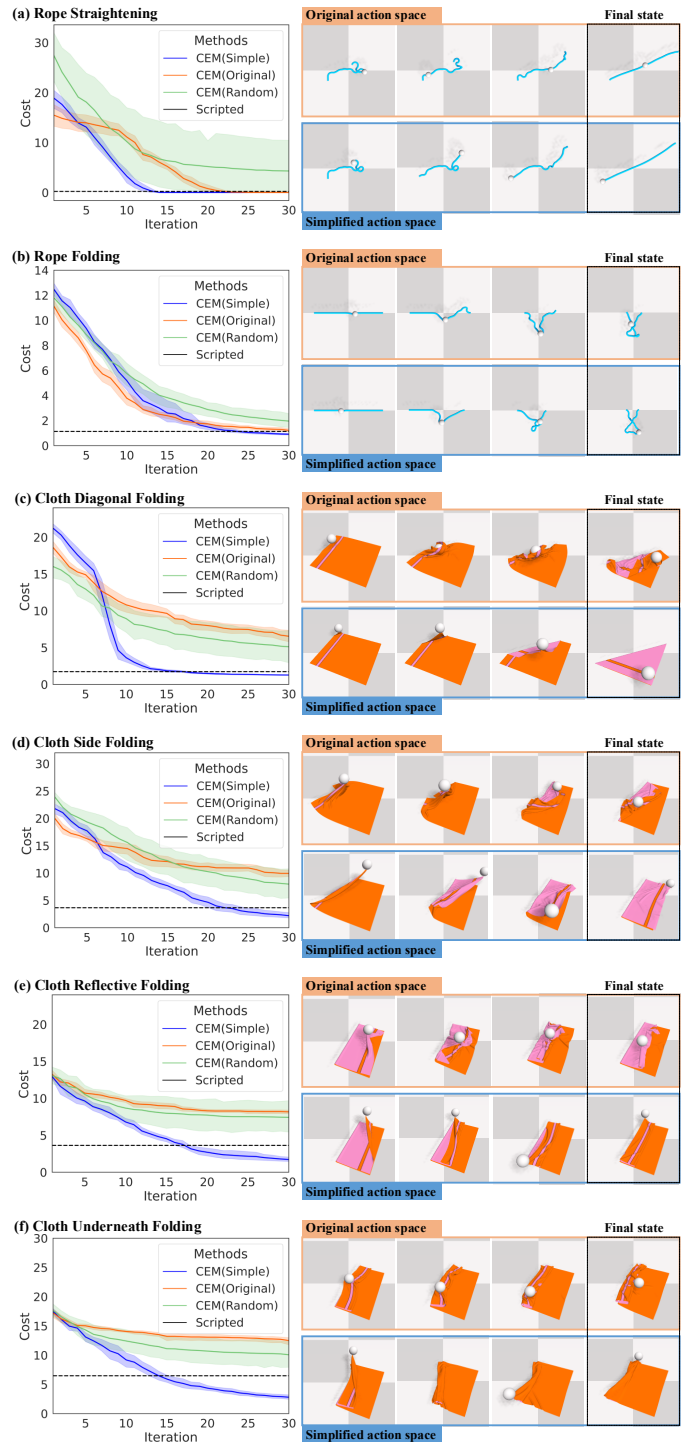 (a) Rope Straightening
Original action space
Final state
Methods
CEM(Simple)
CEM(Original)
CEM(Random)
Scripted
Cost
30
20
10
0
5 10 15 20 25 30
Iteration
Simplified action space
(b) Rope Folding
Original action space
Final state
Methods
CEM(Simple)
CEM(Original)
CEM(Random)
Scripted
Cost
14
12
10
8
6
4
2
0
5 10 15 20 25 30
Iteration
Simplified action space
(c) Cloth Diagonal Folding
Original action space
Final state
Methods
CEM(Simple)
CEM(Original)
CEM(Random)
Scripted
Cost
20
15
10
5
0
5 10 15 20 25 30
Iteration
Simplified action space
(d) Cloth Side Folding
Original action space
Final state
Methods
CEM(Simple)
CEM(Original)
CEM(Random)
Scripted
Cost
30
25
20
15
10
5
0
5 10 15 20 25 30
Iteration
Simplified action space
(e) Cloth Reflective Folding
Original action space
Final state
Methods
CEM(Simple)
CEM(Original)
CEM(Random)
Scripted
Cost
20
15
10
5
0
5 10 15 20 25 30
Iteration
Simplified action space
(f) Cloth Underneath Folding
Original action space
Final state
Methods
CEM(Simple)
CEM(Original)
CEM(Random)
Scripted
Cost
30
25
20
15
10
5
0
5 10 15 20 25 30
Iteration
Simplified action space